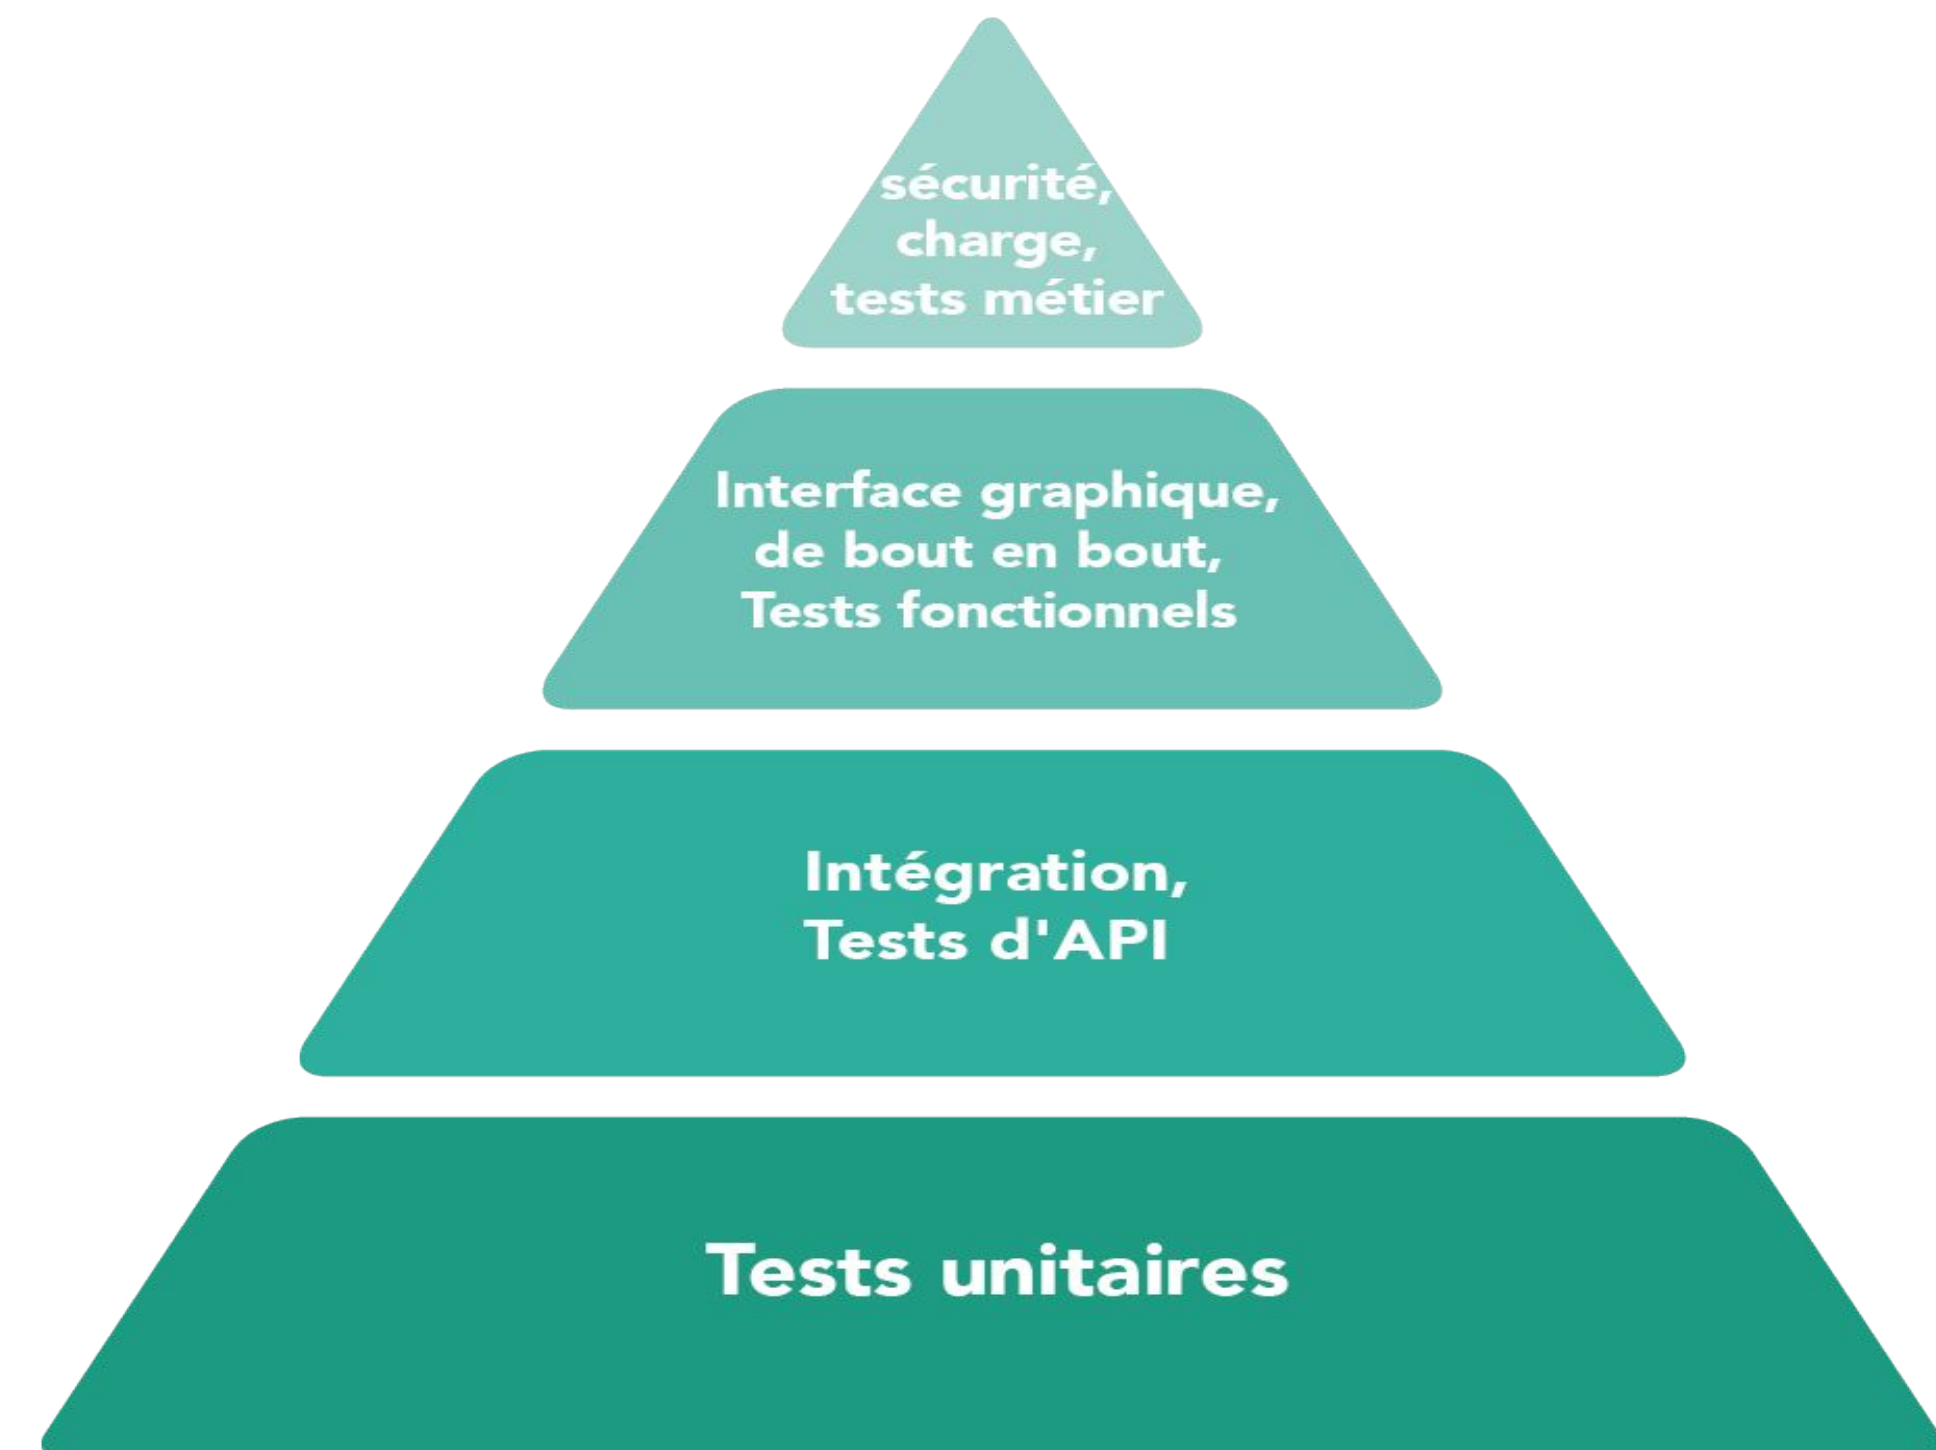 sécurité,
charge,
tests métier
Interface graphique,
de bout en bout,
Tests fonctionnels
Intégration,
Tests d'API
Tests unitaires